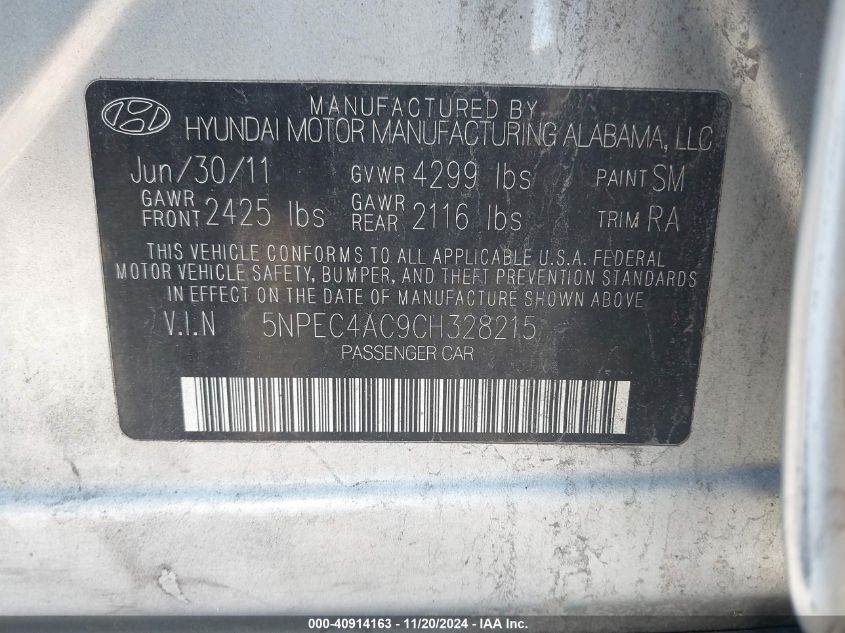 MANUFACTURED BY
HYUNDAI MOTOR MANUFACTURING ALABAMA, LLC
Jun/30/11 GVWR 4299 lbs PAINT SM
GAWR FRONT 2425 lbs GAWR REAR 2116 lbs TRIM RA
THIS VEHICLE CONFORMS TO ALL APPLICABLE U.S.A. FEDERAL
MOTOR VEHICLE SAFETY, BUMPER, AND THEFT PREVENTION STANDARDS
IN EFFECT ON THE DATE OF MANUFACTURE SHOWN ABOVE.
V.I.N 5NPEC4AC9CH328215
PASSENGER CAR
000-40914163 - 11/20/2024 - IAA Inc.